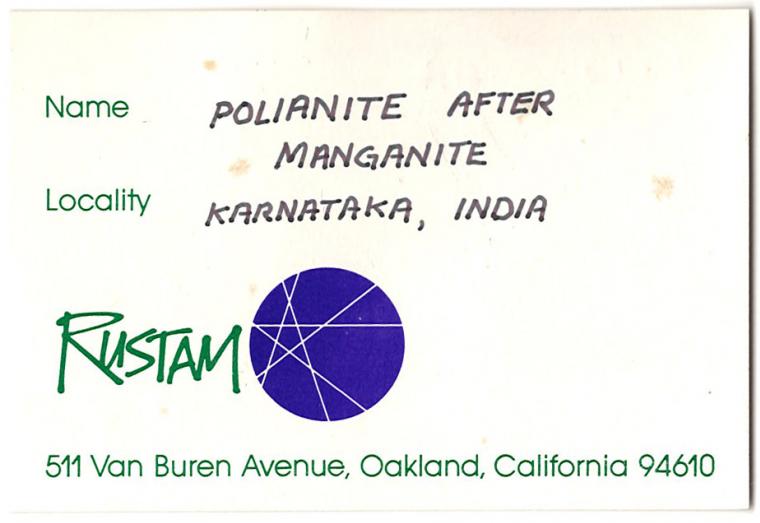 Name POLIANITE AFTER
MANGANITE
Locality KARNATAKA, INDIA
RUSTAM
511 Van Buren Avenue, Oakland, California 94610